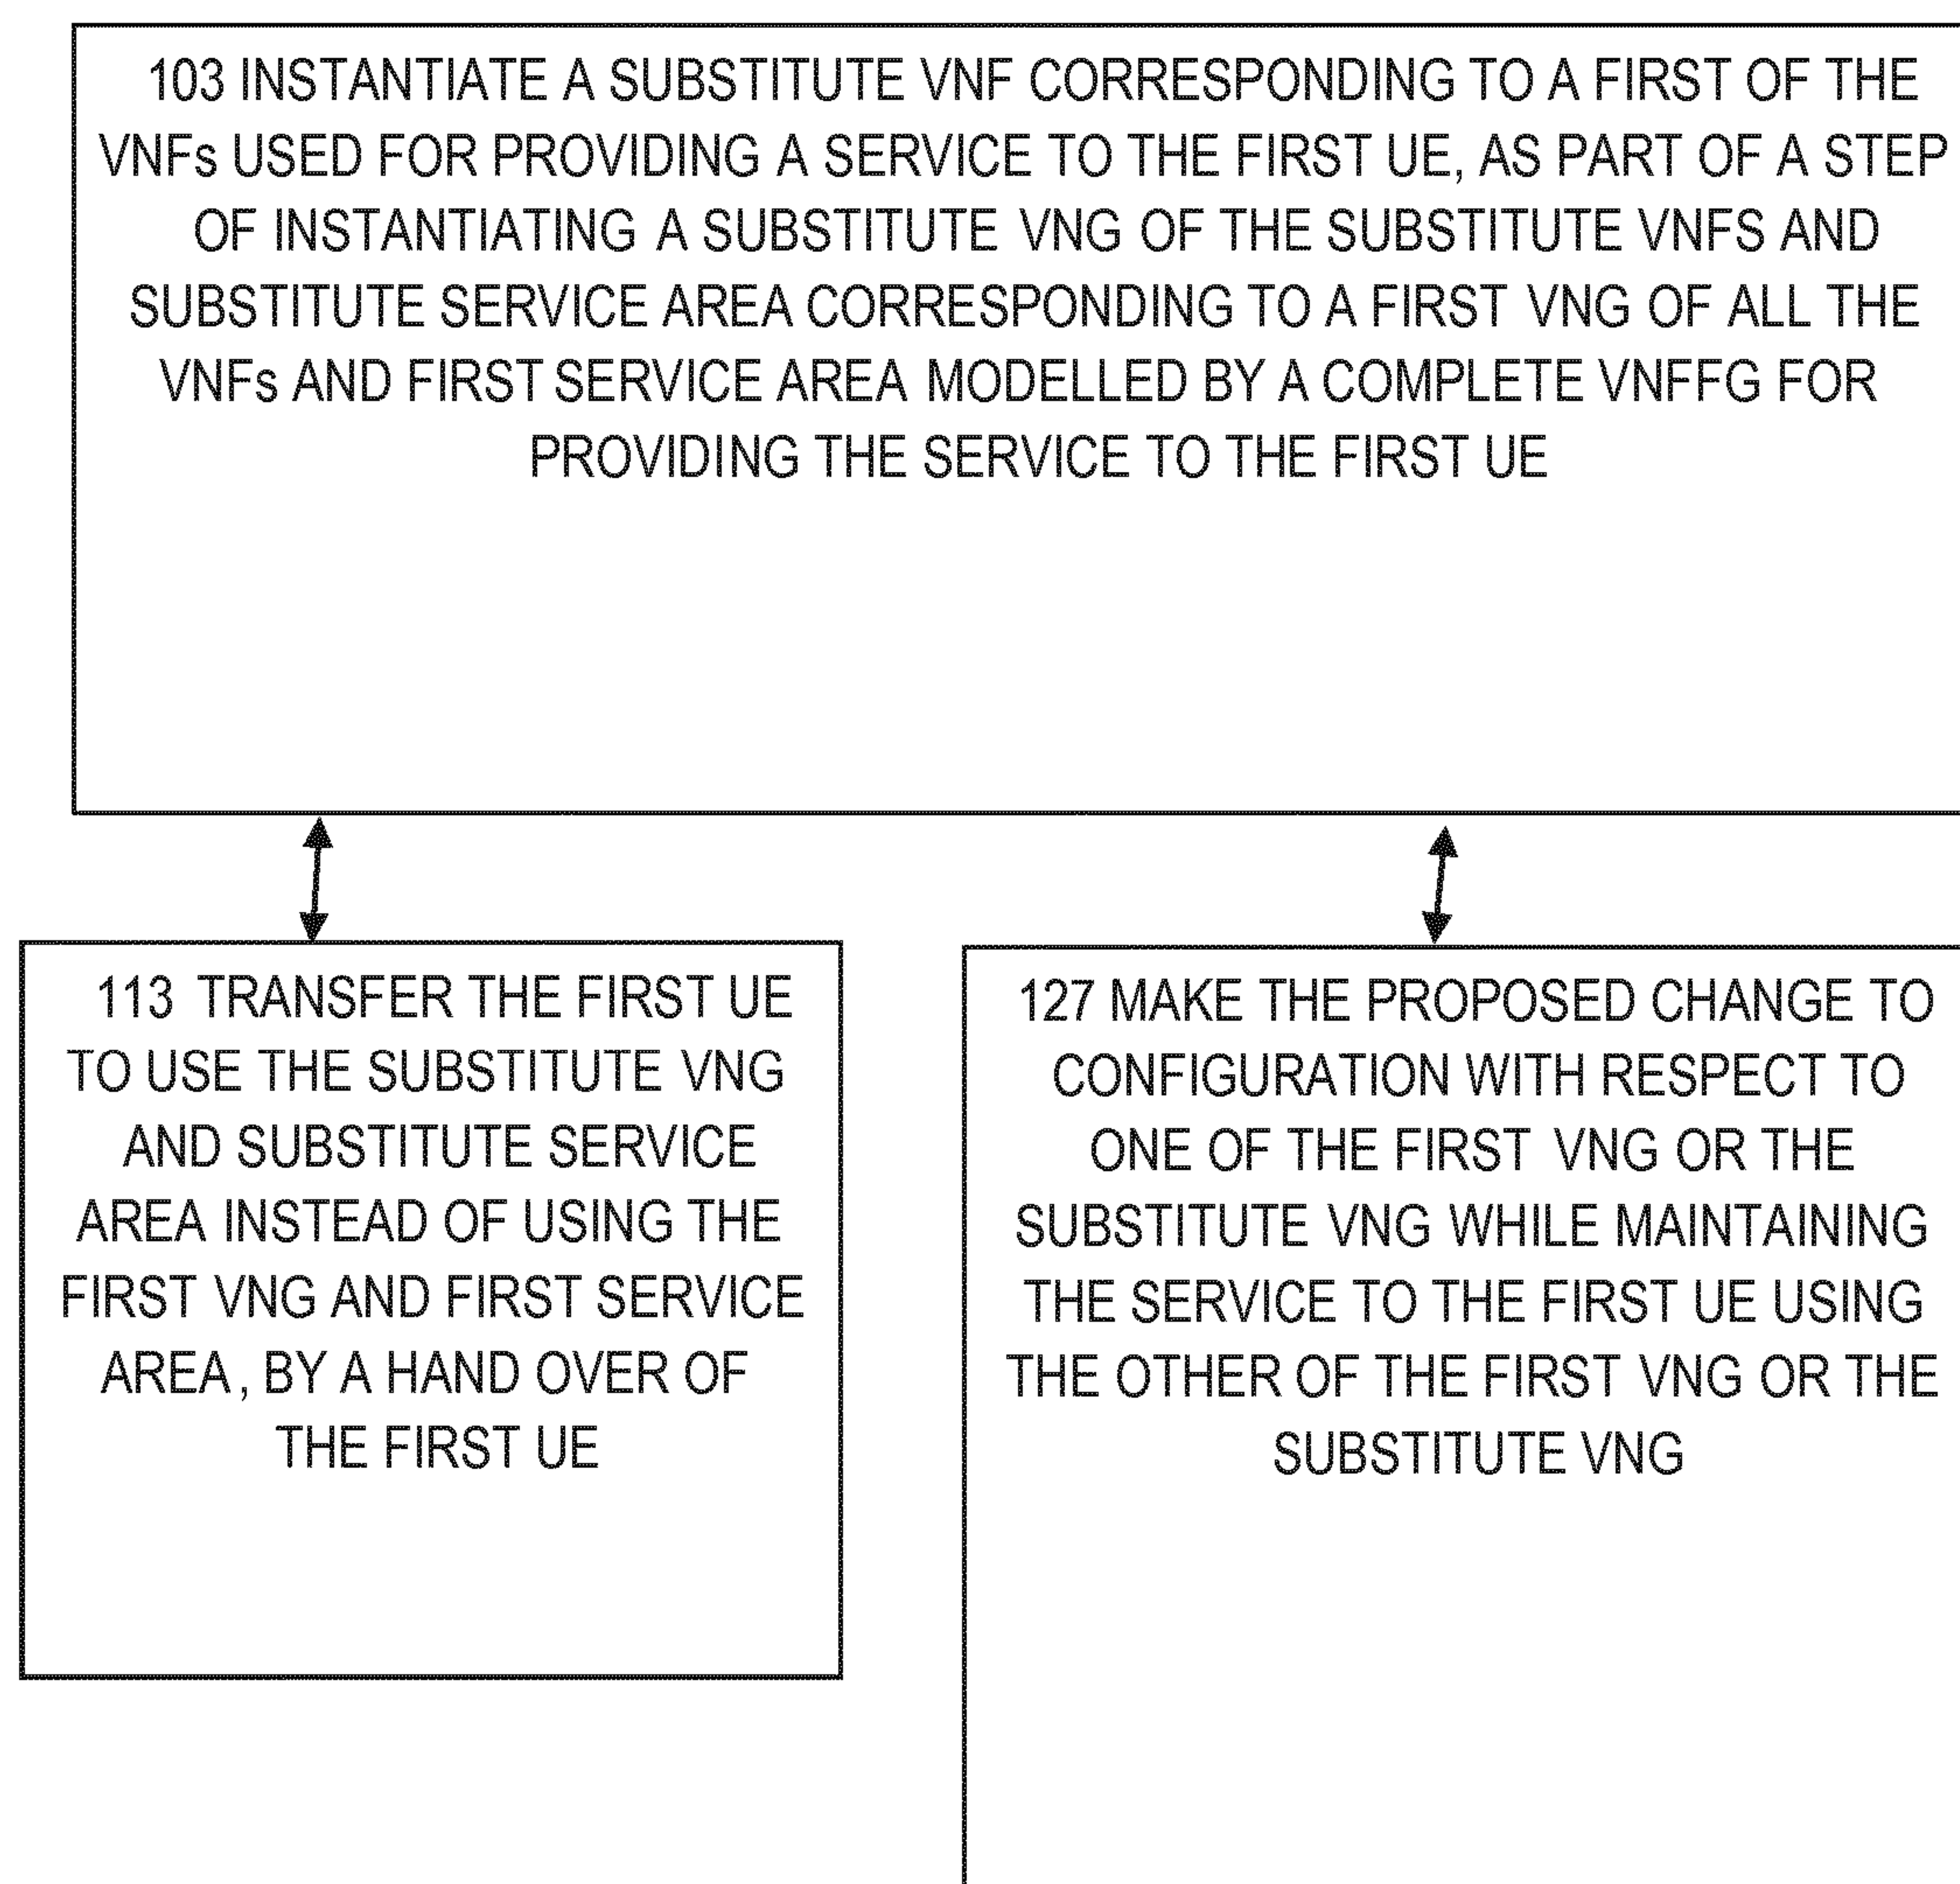 103 INSTANTIATE A SUBSTITUTE VNF CORRESPONDING TO A FIRST OF THE
VNFs USED FOR PROVIDING A SERVICE TO THE FIRST UE, AS PART OF A STEP
OF INSTANTIATING A SUBSTITUTE VNG OF THE SUBSTITUTE VNFS AND
SUBSTITUTE SERVICE AREA CORRESPONDING TO A FIRST VNG OF ALL THE
VNFs AND FIRST SERVICE AREA MODELLED BY A COMPLETE VNFFG FOR
PROVIDING THE SERVICE TO THE FIRST UE
113 TRANSFER THE FIRST UE
TO USE THE SUBSTITUTE VNG
AND SUBSTITUTE SERVICE
AREA INSTEAD OF USING THE
FIRST VNG AND FIRST SERVICE
AREA, BY A HAND OVER OF
THE FIRST UE
127 MAKE THE PROPOSED CHANGE TO
CONFIGURATION WITH RESPECT TO
ONE OF THE FIRST VNG OR THE
SUBSTITUTE VNG WHILE MAINTAINING
THE SERVICE TO THE FIRST UE USING
THE OTHER OF THE FIRST VNG OR THE
SUBSTITUTE VNG